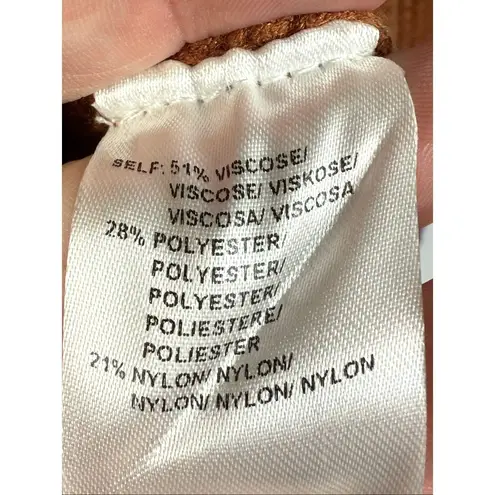 SELF: 51% VISCOSE/
VISCOSE/ VISKOSE/
VISCOSA/ VISCOSA
28% POLYESTER/
POLYESTER/
POLYESTER/
POLIESTERE/
POLIESTER
21% NYLON/ NYLON/
NYLON/ NYLON/ NYLON